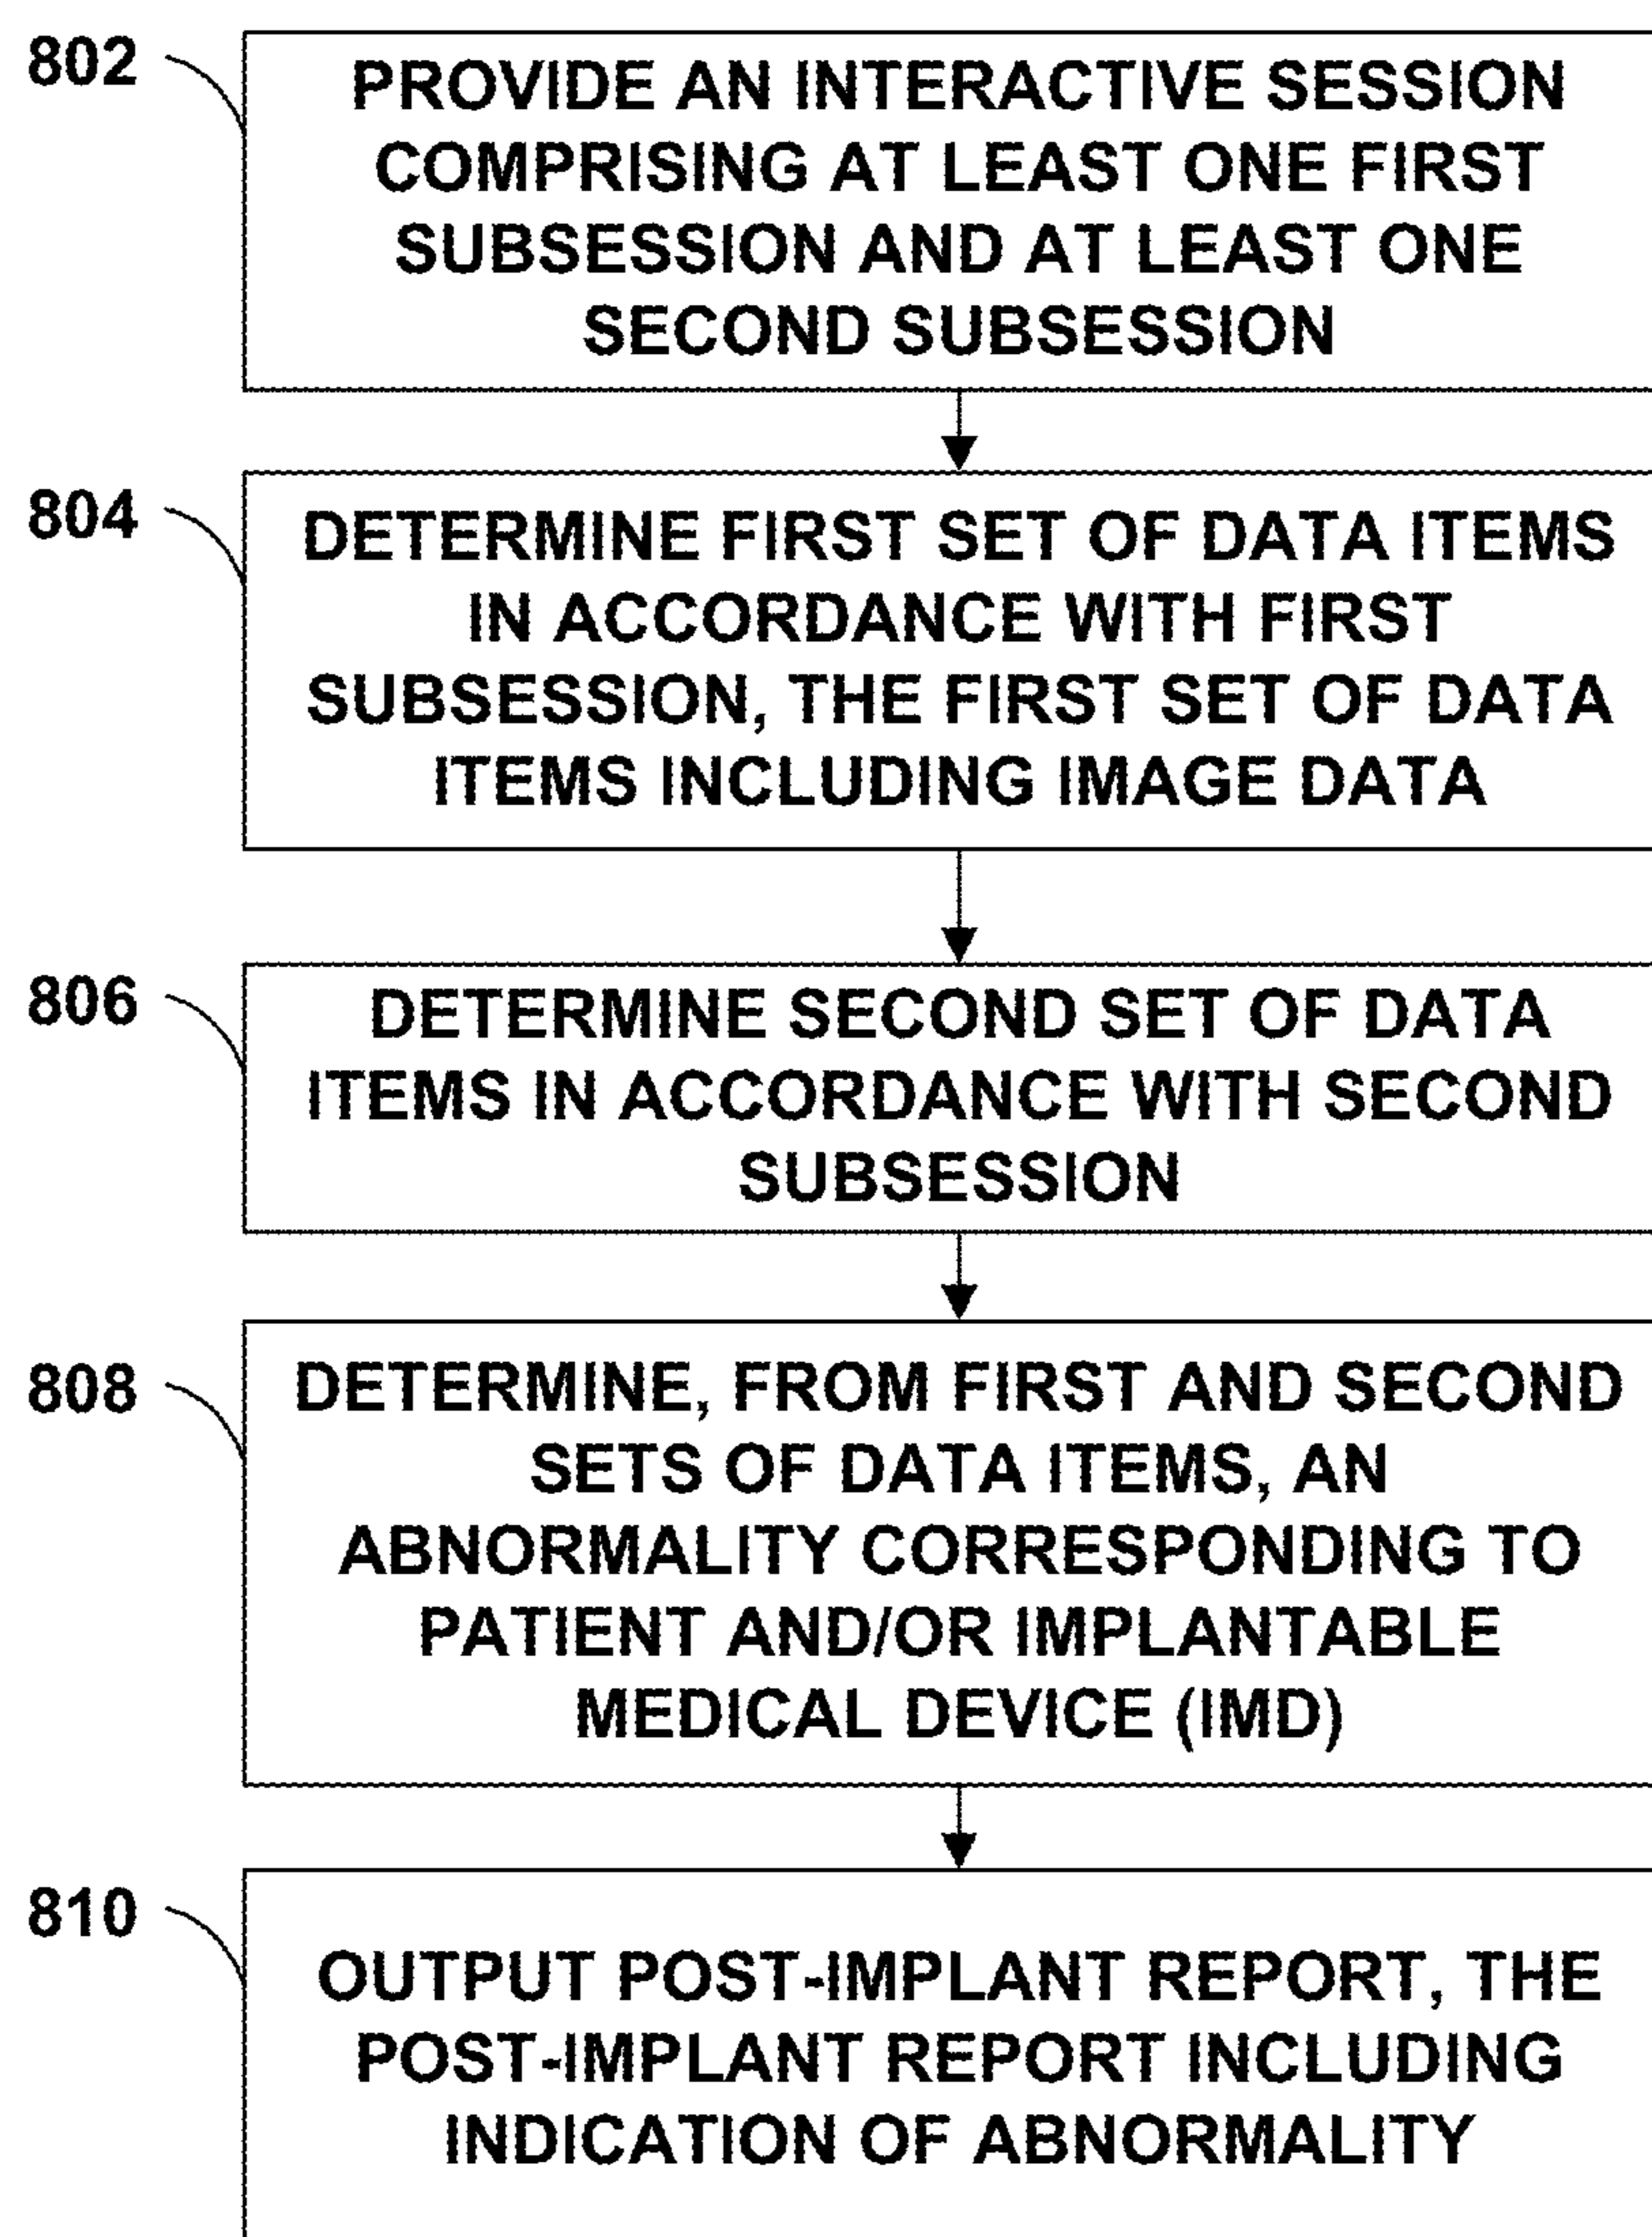 802
PROVIDE AN INTERACTIVE SESSION
COMPRISING AT LEAST ONE FIRST
SUBSESSION AND AT LEAST ONE
SECOND SUBSESSION
804
DETERMINE FIRST SET OF DATA ITEMS
IN ACCORDANCE WITH FIRST
SUBSESSION, THE FIRST SET OF DATA
ITEMS INCLUDING IMAGE DATA
806
DETERMINE SECOND SET OF DATA
ITEMS IN ACCORDANCE WITH SECOND
SUBSESSION
808
DETERMINE, FROM FIRST AND SECOND
SETS OF DATA ITEMS, AN
ABNORMALITY CORRESPONDING TO
PATIENT AND/OR IMPLANTABLE
MEDICAL DEVICE (IMD)
810
OUTPUT POST-IMPLANT REPORT, THE
POST-IMPLANT REPORT INCLUDING
INDICATION OF ABNORMALITY